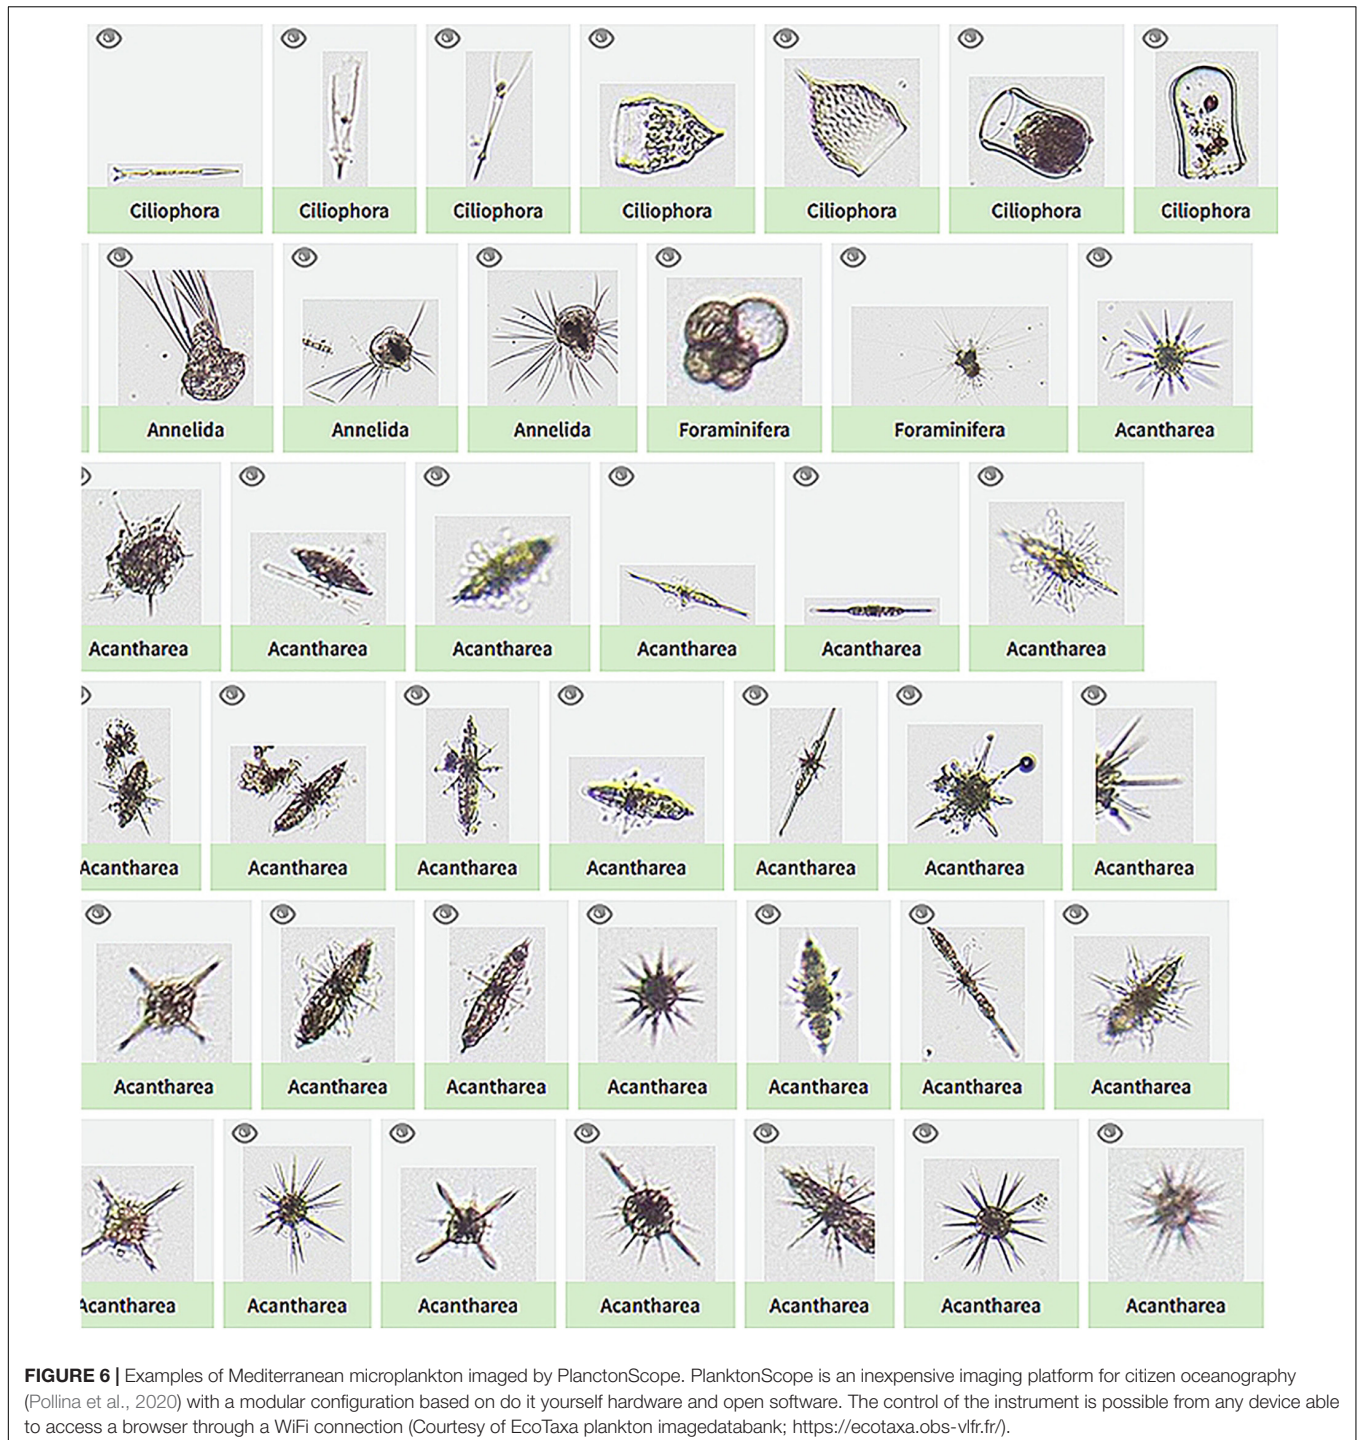 Ciliophora Ciliophora Ciliophora Ciliophora Ciliophora Ciliophora Ciliophora
Annelida Annelida Annelida Foraminifera Foraminifera Acantharea
Acantharea Acantharea Acantharea Acantharea Acantharea Acantharea
Acantharea Acantharea Acantharea Acantharea Acantharea Acantharea Acantharea
Acantharea Acantharea Acantharea Acantharea Acantharea Acantharea Acantharea
Acantharea Acantharea Acantharea Acantharea Acantharea Acantharea Acantharea
FIGURE 6 | Examples of Mediterranean microplankton imaged by PlanctonScope. PlanktonScope is an inexpensive imaging platform for citizen oceanography
(Pollina et al., 2020) with a modular configuration based on do it yourself hardware and open software. The control of the instrument is possible from any device able
to access a browser through a WiFi connection (Courtesy of EcoTaxa plankton imagedatabank; https://ecotaxa.obs-vlfr.fr/).